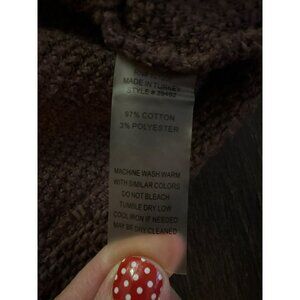 MADE IN TURKEY
STYLE # 39462
97% COTTON
3% POLYESTER
MACHINE WASH WARM
WITH SIMILAR COLORS
DO NOT BLEACH
TUMBLE DRY LOW
COOL IRON IF NEEDED
MAY BE DRY CLEANED